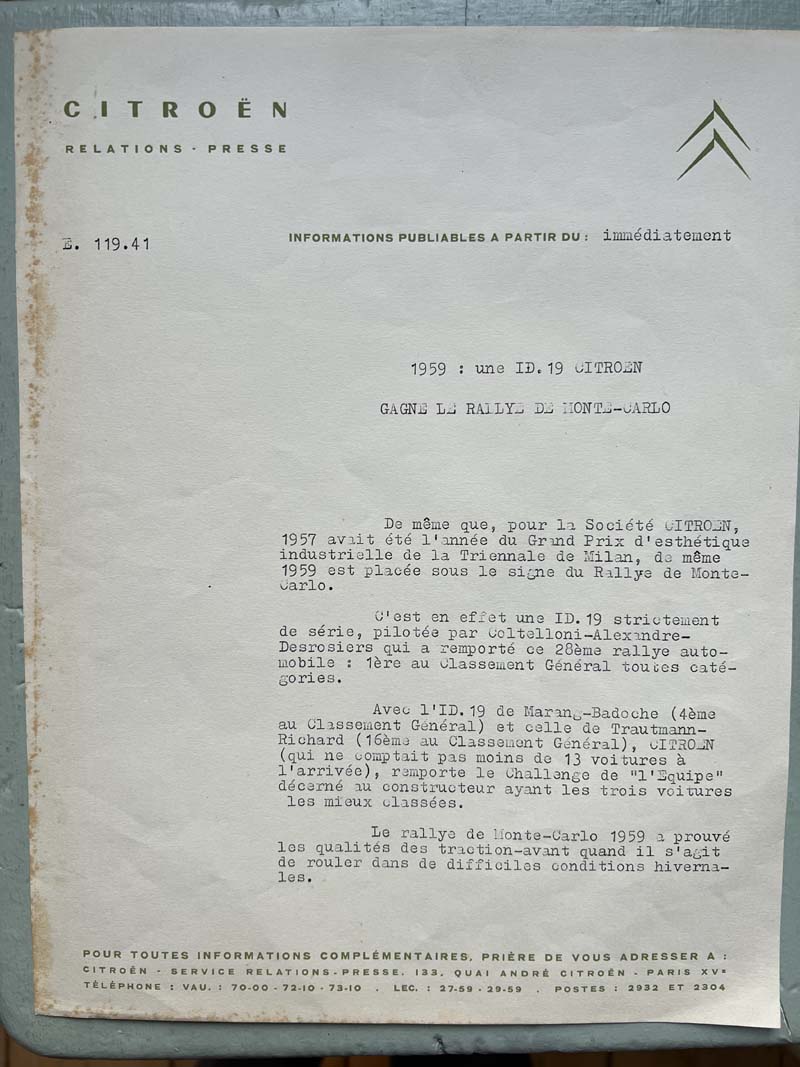 CITROËN
RELATIONS - PRESSE
E. 119.41
INFORMATIONS PUBLIABLES A PARTIR DU : immédiatement
1959 : une ID.19 CITROEN
GAGNE LE RALLYE DE MONTE-CARLO
De même que, pour la Société CITROEN,
1957 avait été l'année du Grand Prix d'esthétique
industrielle de la Triennale de Milan, de même
1959 est placée sous le signe du Rallye de Monte-
Carlo.
C'est en effet une ID.19 strictement
de série, pilotée par Coltelloni-Alexandre-
Desrosiers qui a remporté ce 28ème rallye auto-
mobile : 1ère au Classement Général toutes caté-
gories.
Avec l'ID.19 de Marang-Badoche (4ème
au Classement Général) et celle de Trautmann-
Richard (16ème au Classement Général), CITROEN
(qui ne comptait pas moins de 13 voitures à
l'arrivée), remporte le Challenge de "l'Equipe"
décerné au constructeur ayant les trois voitures
les mieux classées.
Le rallye de Monte-Carlo 1959 a prouvé
les qualités des traction-avant quand il s'agit
de rouler dans de difficiles conditions hiverna-
les.
POUR TOUTES INFORMATIONS COMPLÉMENTAIRES, PRIÈRE DE VOUS ADRESSER A :
CITROËN - SERVICE RELATIONS-PRESSE, 133, QUAI ANDRÉ CITROËN - PARIS XVe
TÉLÉPHONE : VAU. : 70-00 - 72-10 - 73-10 . LEC. : 27-59 - 29-59 . POSTES : 2932 ET 2304